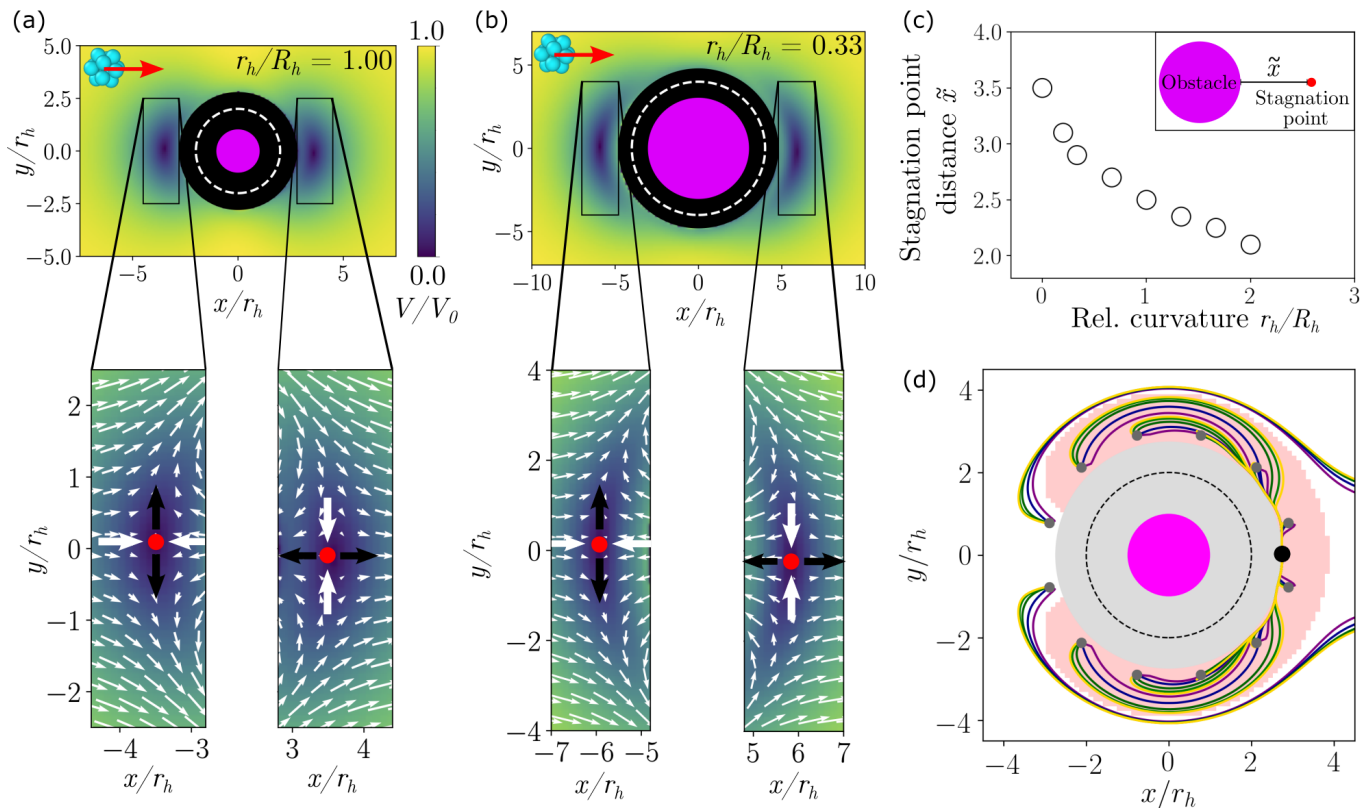 (a)
1.0
r_h/R_h = 1.00
5.0
2.5
0.0
−2.5
−5.0
y/r_h
−5
0
5
x/r_h
0.0
V/V_0
2
1
0
−1
−2
y/r_h
−4
−3
x/r_h
3
4
x/r_h
(b)
r_h/R_h = 0.33
5
0
−5
y/r_h
−10
−5
0
5
10
x/r_h
4
2
0
−2
−4
y/r_h
−7
−6
−5
x/r_h
5
6
7
x/r_h
(c)
4.0
3.5
3.0
2.5
2.0
Stagnation point
distance x̃
Obstacle
x̃
Stagnation
point
0
1
2
3
Rel. curvature r_h/R_h
(d)
4
2
0
−2
−4
y/r_h
−4
−2
0
2
4
x/r_h